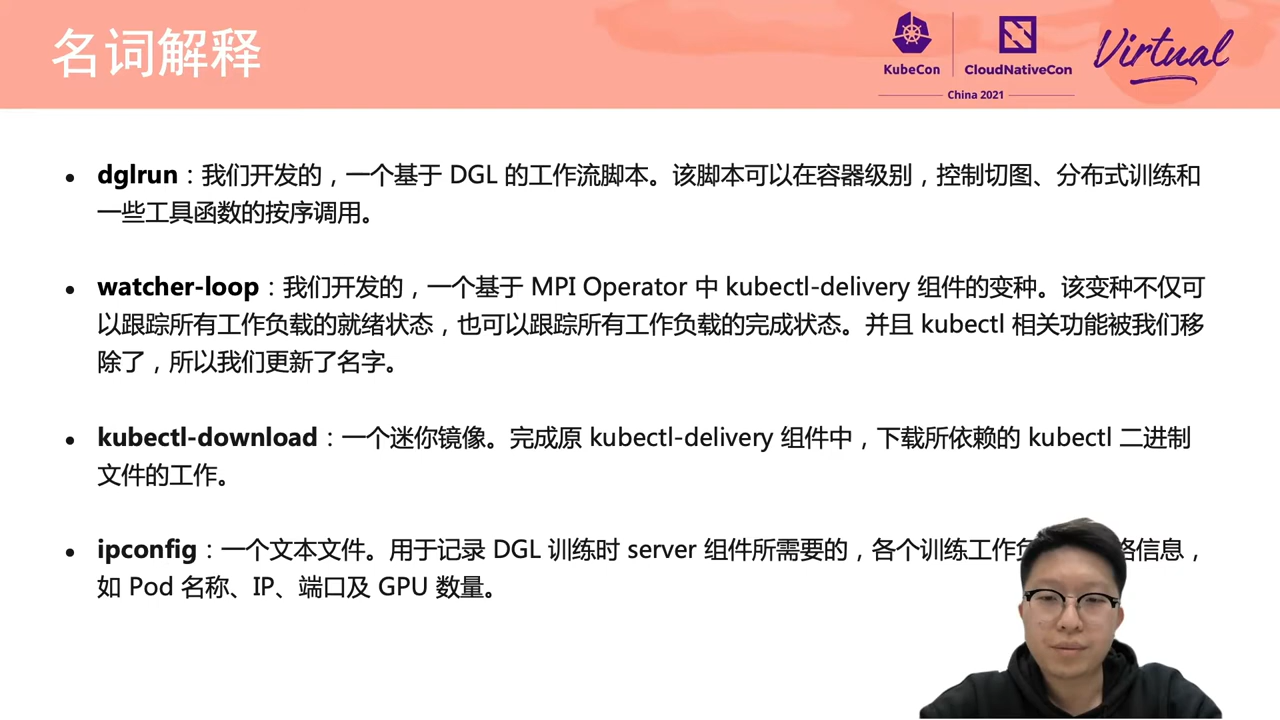 名词解释
KubeCon
CloudNativeCon
China 2021
Virtual
• dglrun：我们开发的，一个基于 DGL 的工作流脚本。该脚本可以在容器级别，控制切图、分布式训练和
一些工具函数的按序调用。
• watcher-loop：我们开发的，一个基于 MPI Operator 中 kubectl-delivery 组件的变种。该变种不仅可
以跟踪所有工作负载的就绪状态，也可以跟踪所有工作负载的完成状态。并且 kubectl 相关功能被我们移
除了，所以我们更新了名字。
• kubectl-download：一个迷你镜像。完成原 kubectl-delivery 组件中，下载所依赖的 kubectl 二进制
文件的工作。
• ipconfig：一个文本文件。用于记录 DGL 训练时 server 组件所需要的，各个训练工作 信息，
如 Pod 名称、IP、端口及 GPU 数量。